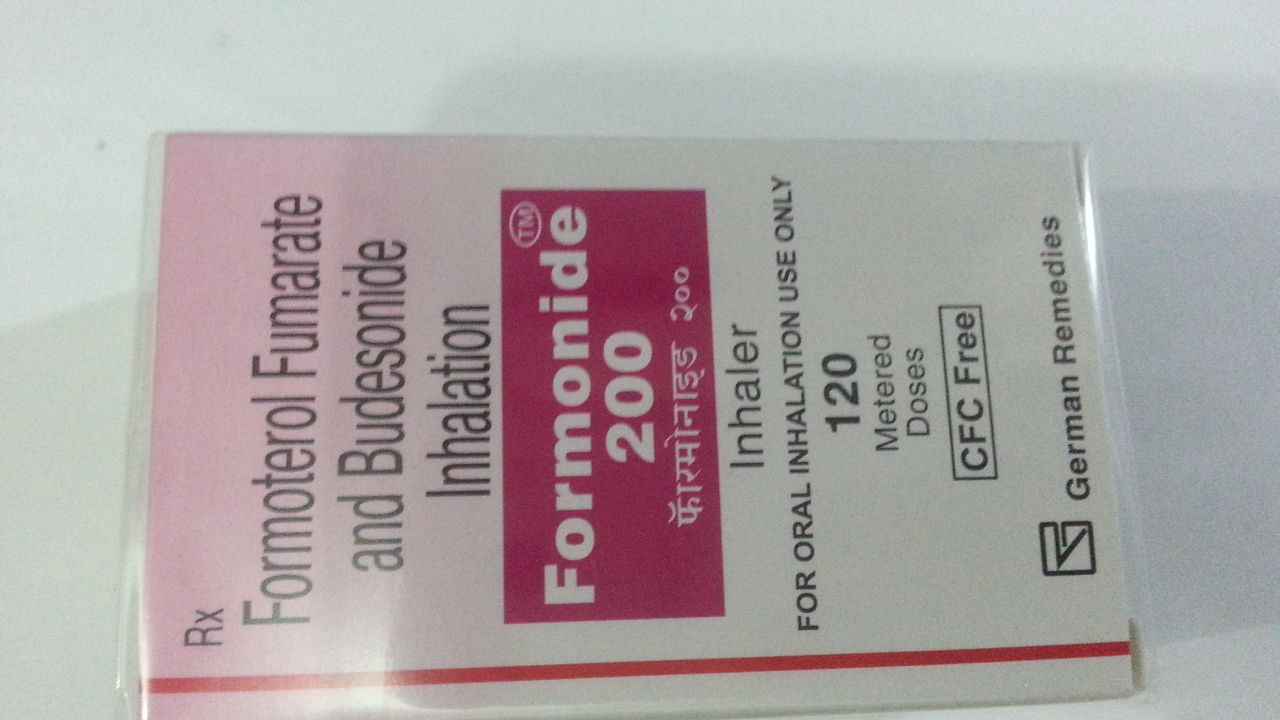 Rx
Formoterol Fumarate
and Budesonide
Inhalation
Formonide™
200
फॉरमोनाइड २००
Inhaler
FOR ORAL INHALATION USE ONLY
120
Metered
Doses
CFC Free
German Remedies